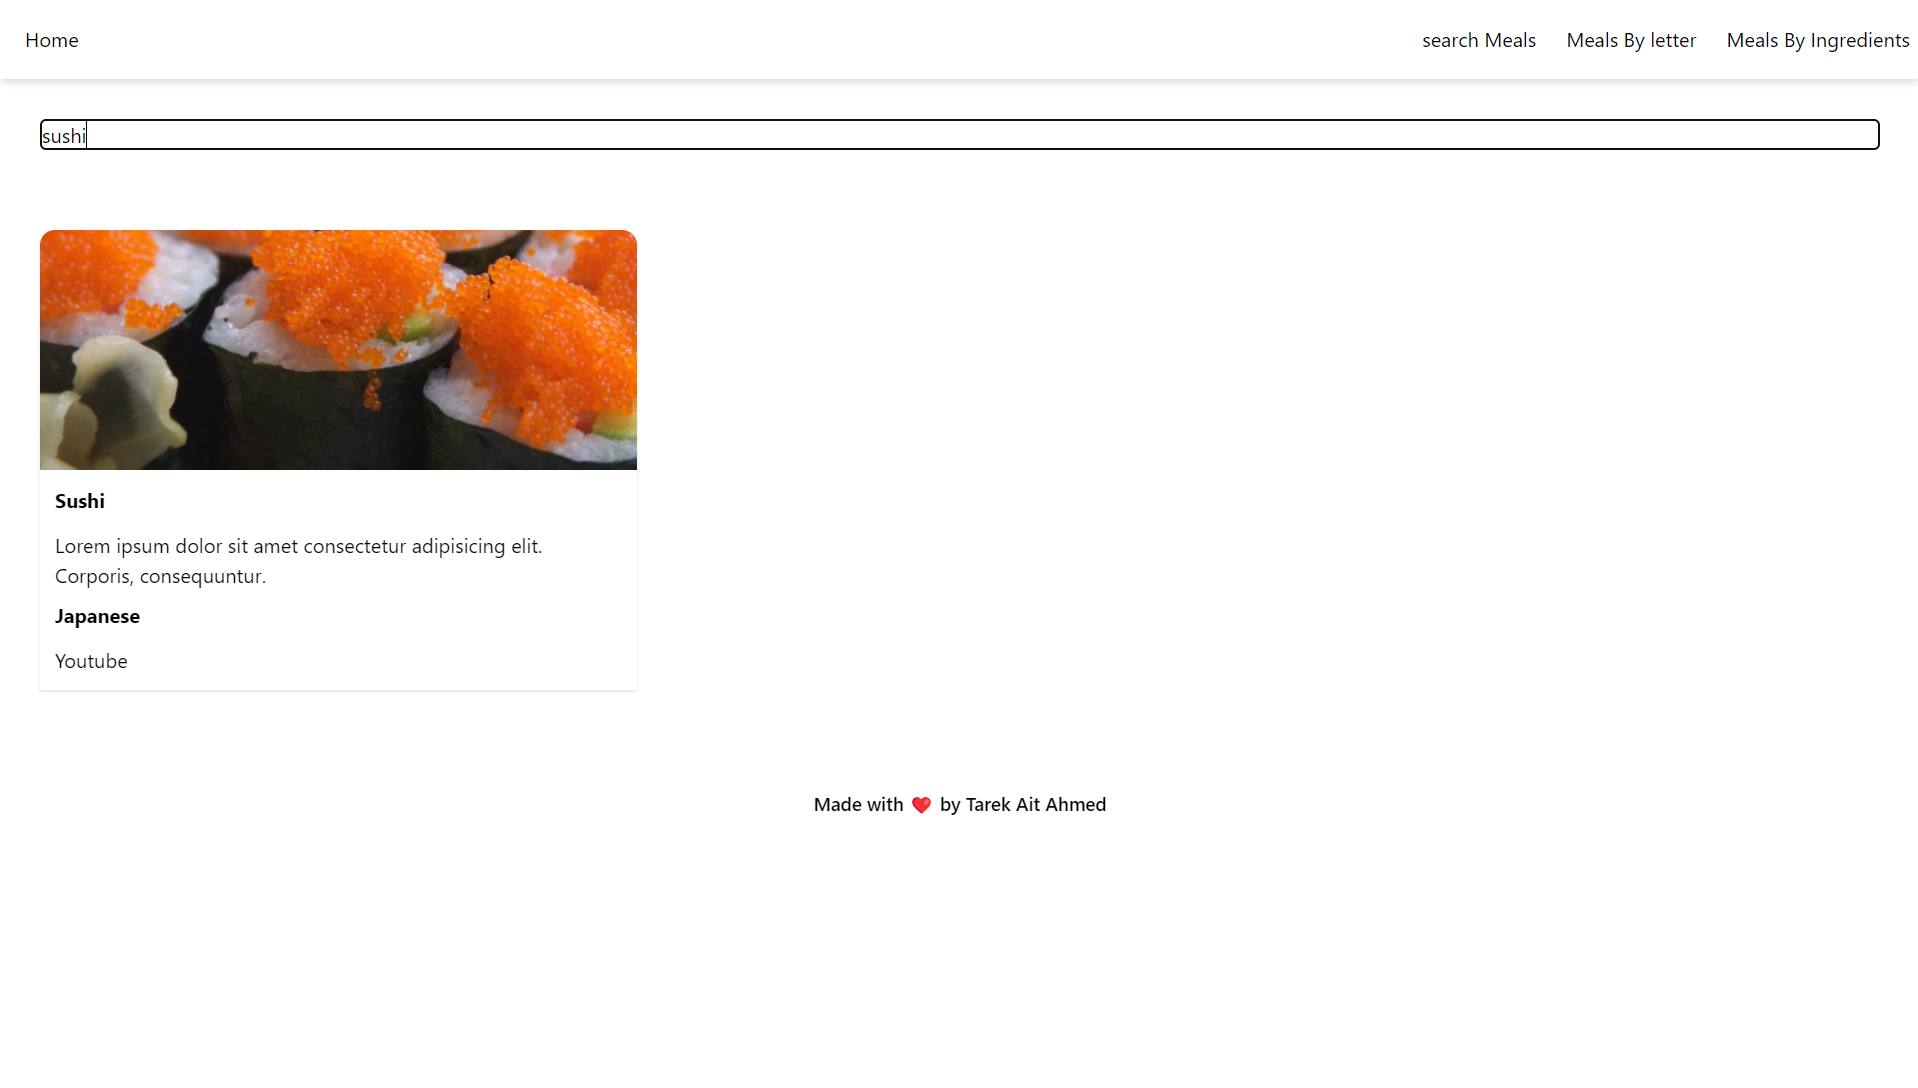 Home search Meals Meals By letter Meals By Ingredients
sushi
Sushi
Lorem ipsum dolor sit amet consectetur adipisicing elit.
Corporis, consequuntur.
Japanese
Youtube
Made with ❤️ by Tarek Ait Ahmed